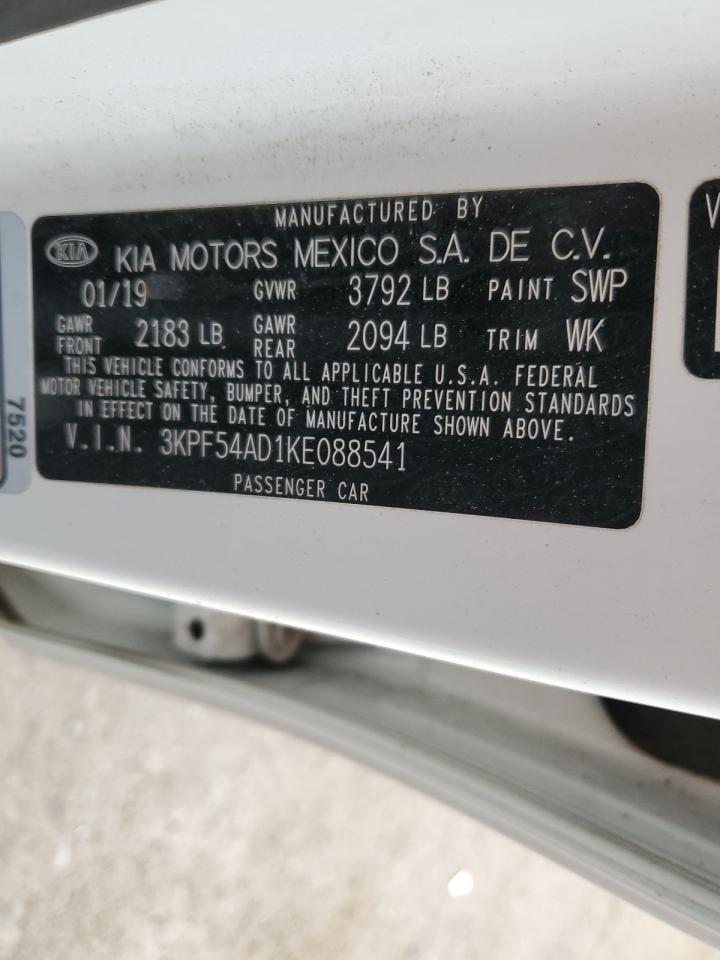 MANUFACTURED BY
KIA KIA MOTORS MEXICO S.A. DE C.V.
01/19 GVWR 3792 LB PAINT SWP
GAWR FRONT 2183 LB GAWR REAR 2094 LB TRIM WK
THIS VEHICLE CONFORMS TO ALL APPLICABLE U.S.A. FEDERAL
MOTOR VEHICLE SAFETY, BUMPER, AND THEFT PREVENTION STANDARDS
IN EFFECT ON THE DATE OF MANUFACTURE SHOWN ABOVE.
V.I.N. 3KPF54AD1KE088541
PASSENGER CAR
7520
V